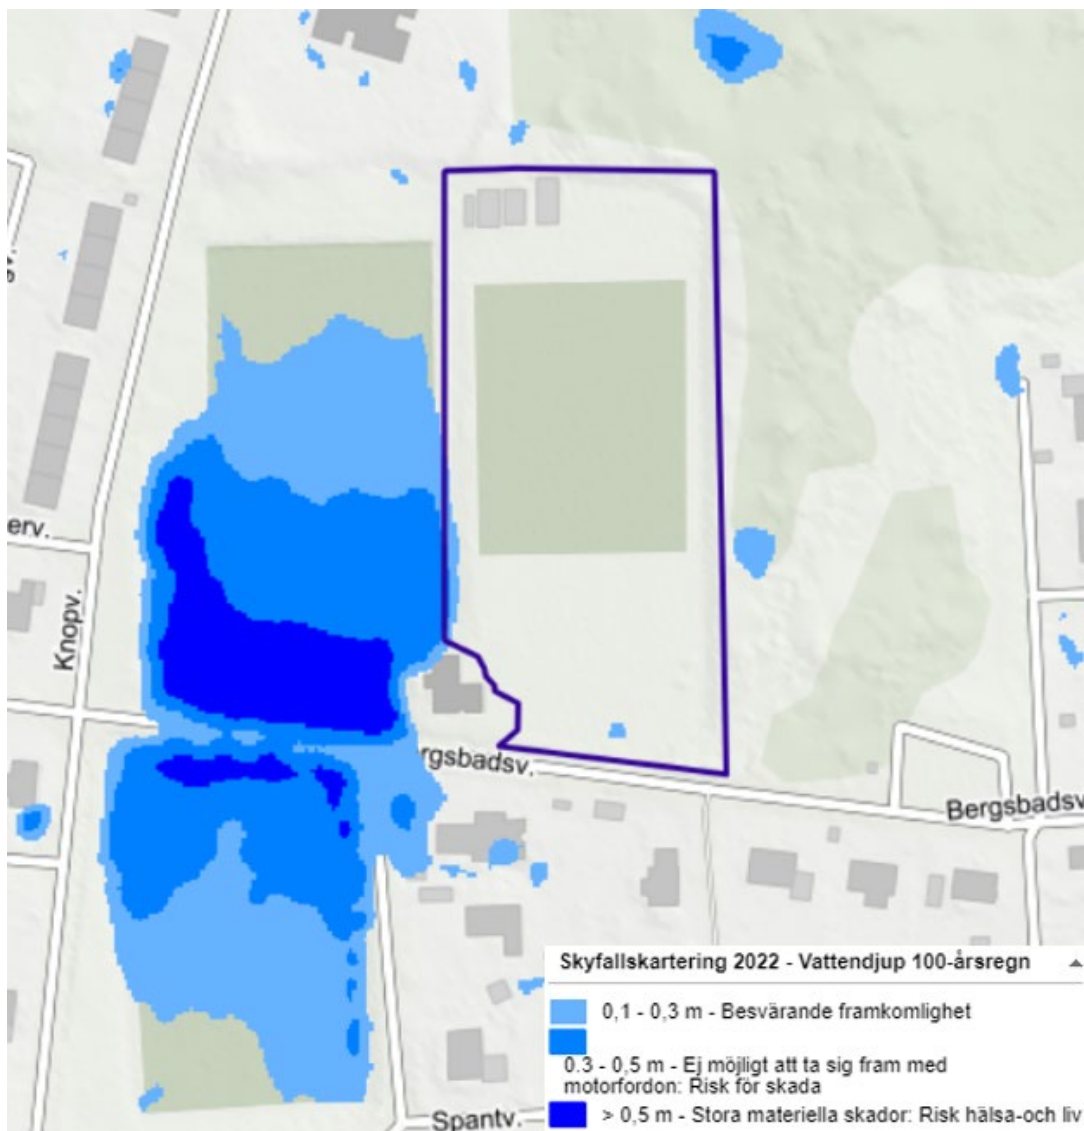 sv.
erv.
Knopv.
rgsbadsv.
Bergsbadsv
Spantv.
Skyfallskartering 2022 - Vattendjup 100-årsregn
0,1 - 0,3 m - Besvärande framkomlighet
0.3 - 0,5 m - Ej möjligt att ta sig fram med
motorfordon: Risk för skada
> 0,5 m - Stora materiella skador: Risk hälsa-och liv